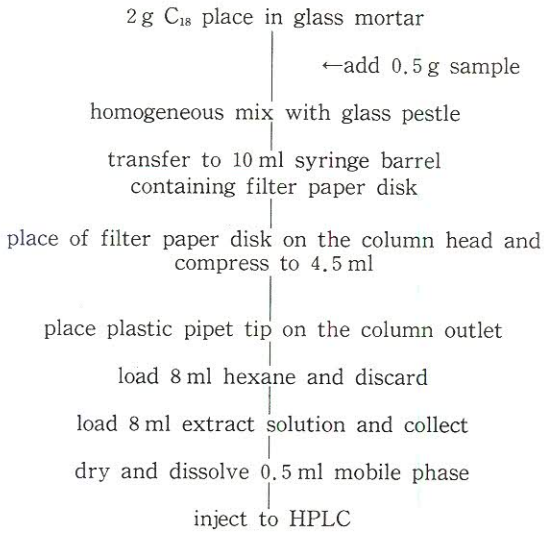 2 g C₁₈ place in glass mortar
←add 0.5 g sample
homogeneous mix with glass pestle
transfer to 10 ml syringe barrel
containing filter paper disk
place of filter paper disk on the column head and
compress to 4.5 ml
place plastic pipet tip on the column outlet
load 8 ml hexane and discard
load 8 ml extract solution and collect
dry and dissolve 0.5 ml mobile phase
inject to HPLC